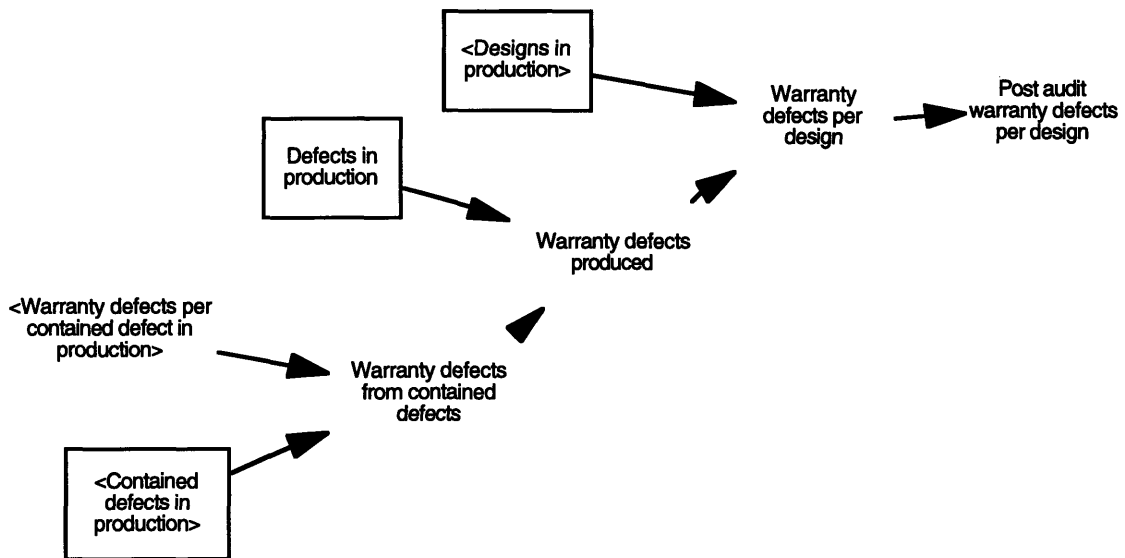 <Designs in
production>
Warranty
defects per
design
Post audit
warranty defects
per design
Defects in
production
Warranty defects
produced
<Warranty defects per
contained defect in
production>
Warranty defects
from contained
defects
<Contained
defects in
production>